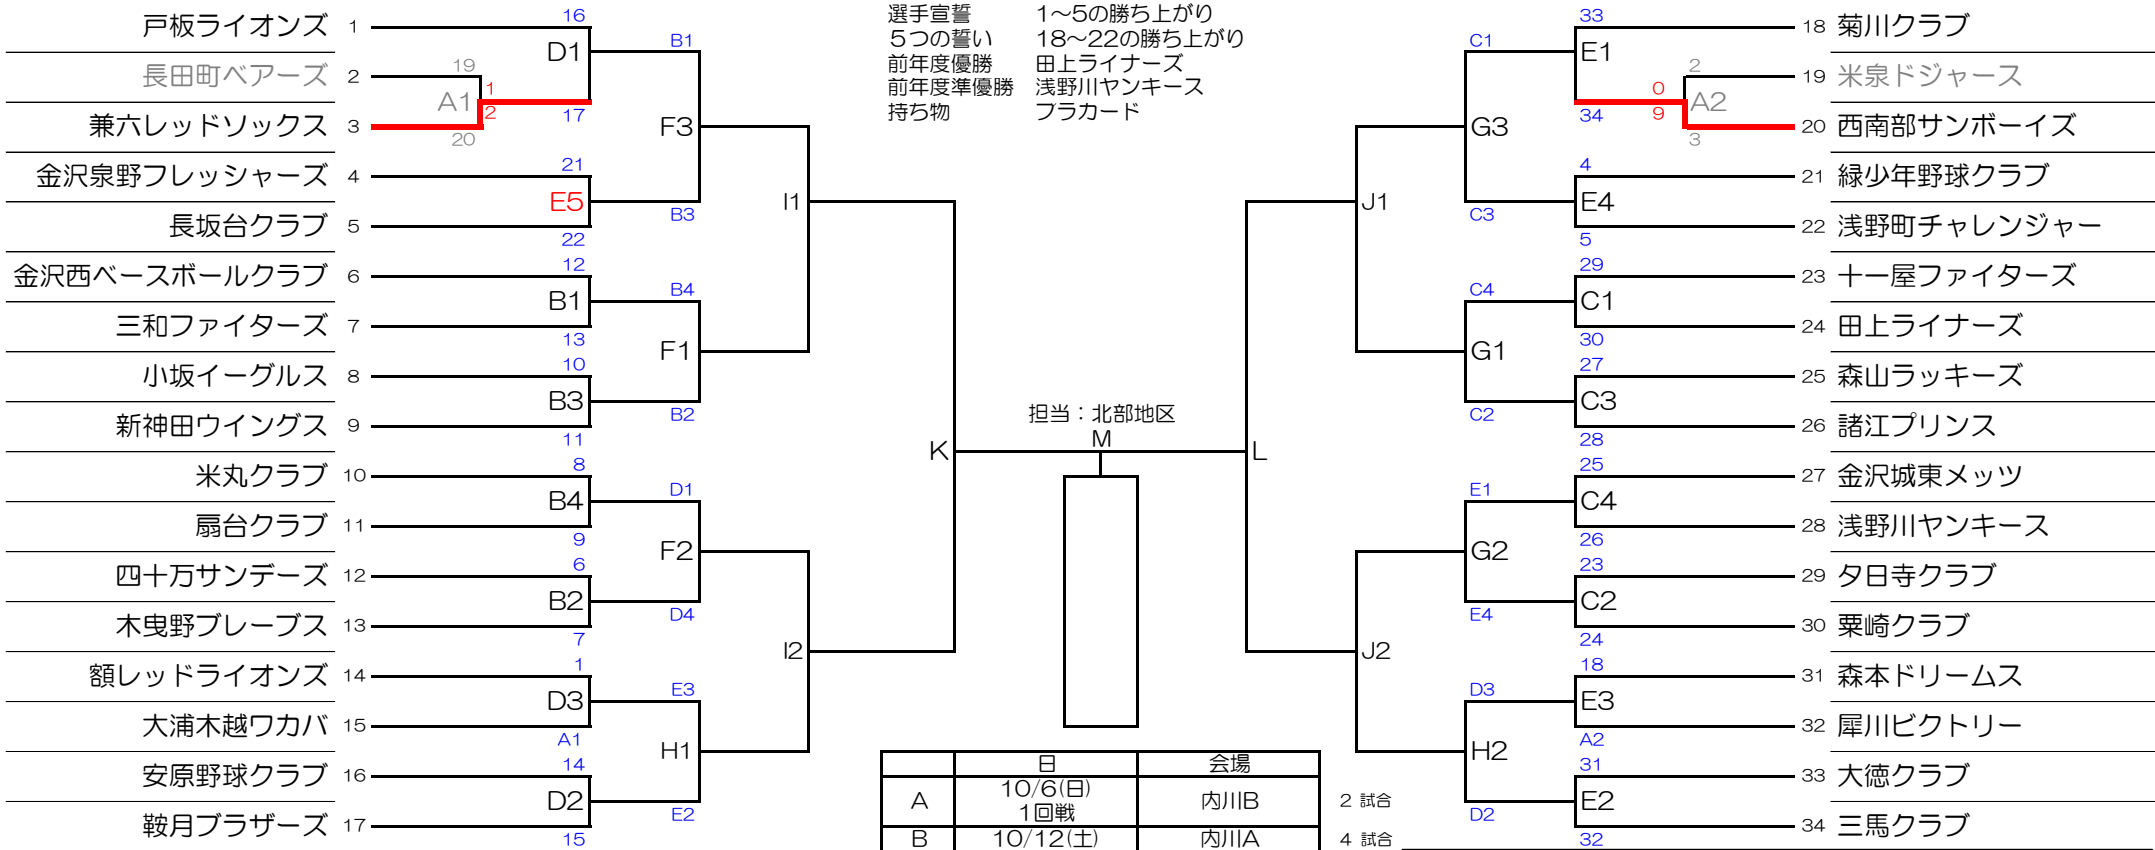 選手宣誓 1～5の勝ち上がり
５つの誓い 18～22の勝ち上がり
前年度優勝 田上ライナーズ
前年度準優勝 浅野川ヤンキース
持ち物 プラカード
戸板ライオンズ 1
長田町ベアーズ 2
兼六レッドソックス 3
金沢泉野フレッシャーズ 4
長坂台クラブ 5
金沢西ベースボールクラブ 6
三和ファイターズ 7
小坂イーグルス 8
新神田ウイングス 9
米丸クラブ 10
扇台クラブ 11
四十万サンデーズ 12
木曳野ブレーブス 13
額レッドライオンズ 14
大浦木越ワカバ 15
安原野球クラブ 16
鞍月ブラザーズ 17
19
A1
20
1
2
16
D1
17
21
E5
22
12
B1
13
10
B3
11
8
B4
9
6
B2
7
1
D3
A1
14
D2
15
B1
F3
B3
B4
F1
B2
D1
F2
D4
E3
H1
E2
I1
I2
K
担当：北部地区
M
L
J1
J2
C1
G3
C3
C4
G1
C2
E1
G2
E4
D3
H2
D2
33
E1
34
4
E4
5
29
C1
30
27
C3
28
25
C4
26
23
C2
24
18
E3
A2
31
E2
32
0
9
2
A2
3
18 菊川クラブ
19 米泉ドジャース
20 西南部サンボーイズ
21 緑少年野球クラブ
22 浅野町チャレンジャー
23 十一屋ファイターズ
24 田上ライナーズ
25 森山ラッキーズ
26 諸江プリンス
27 金沢城東メッツ
28 浅野川ヤンキース
29 夕日寺クラブ
30 粟崎クラブ
31 森本ドリームス
32 犀川ビクトリー
33 大徳クラブ
34 三馬クラブ
日 会場
A 10/6(日) 1回戦 内川B 2 試合
B 10/12(土) 内川A 4 試合